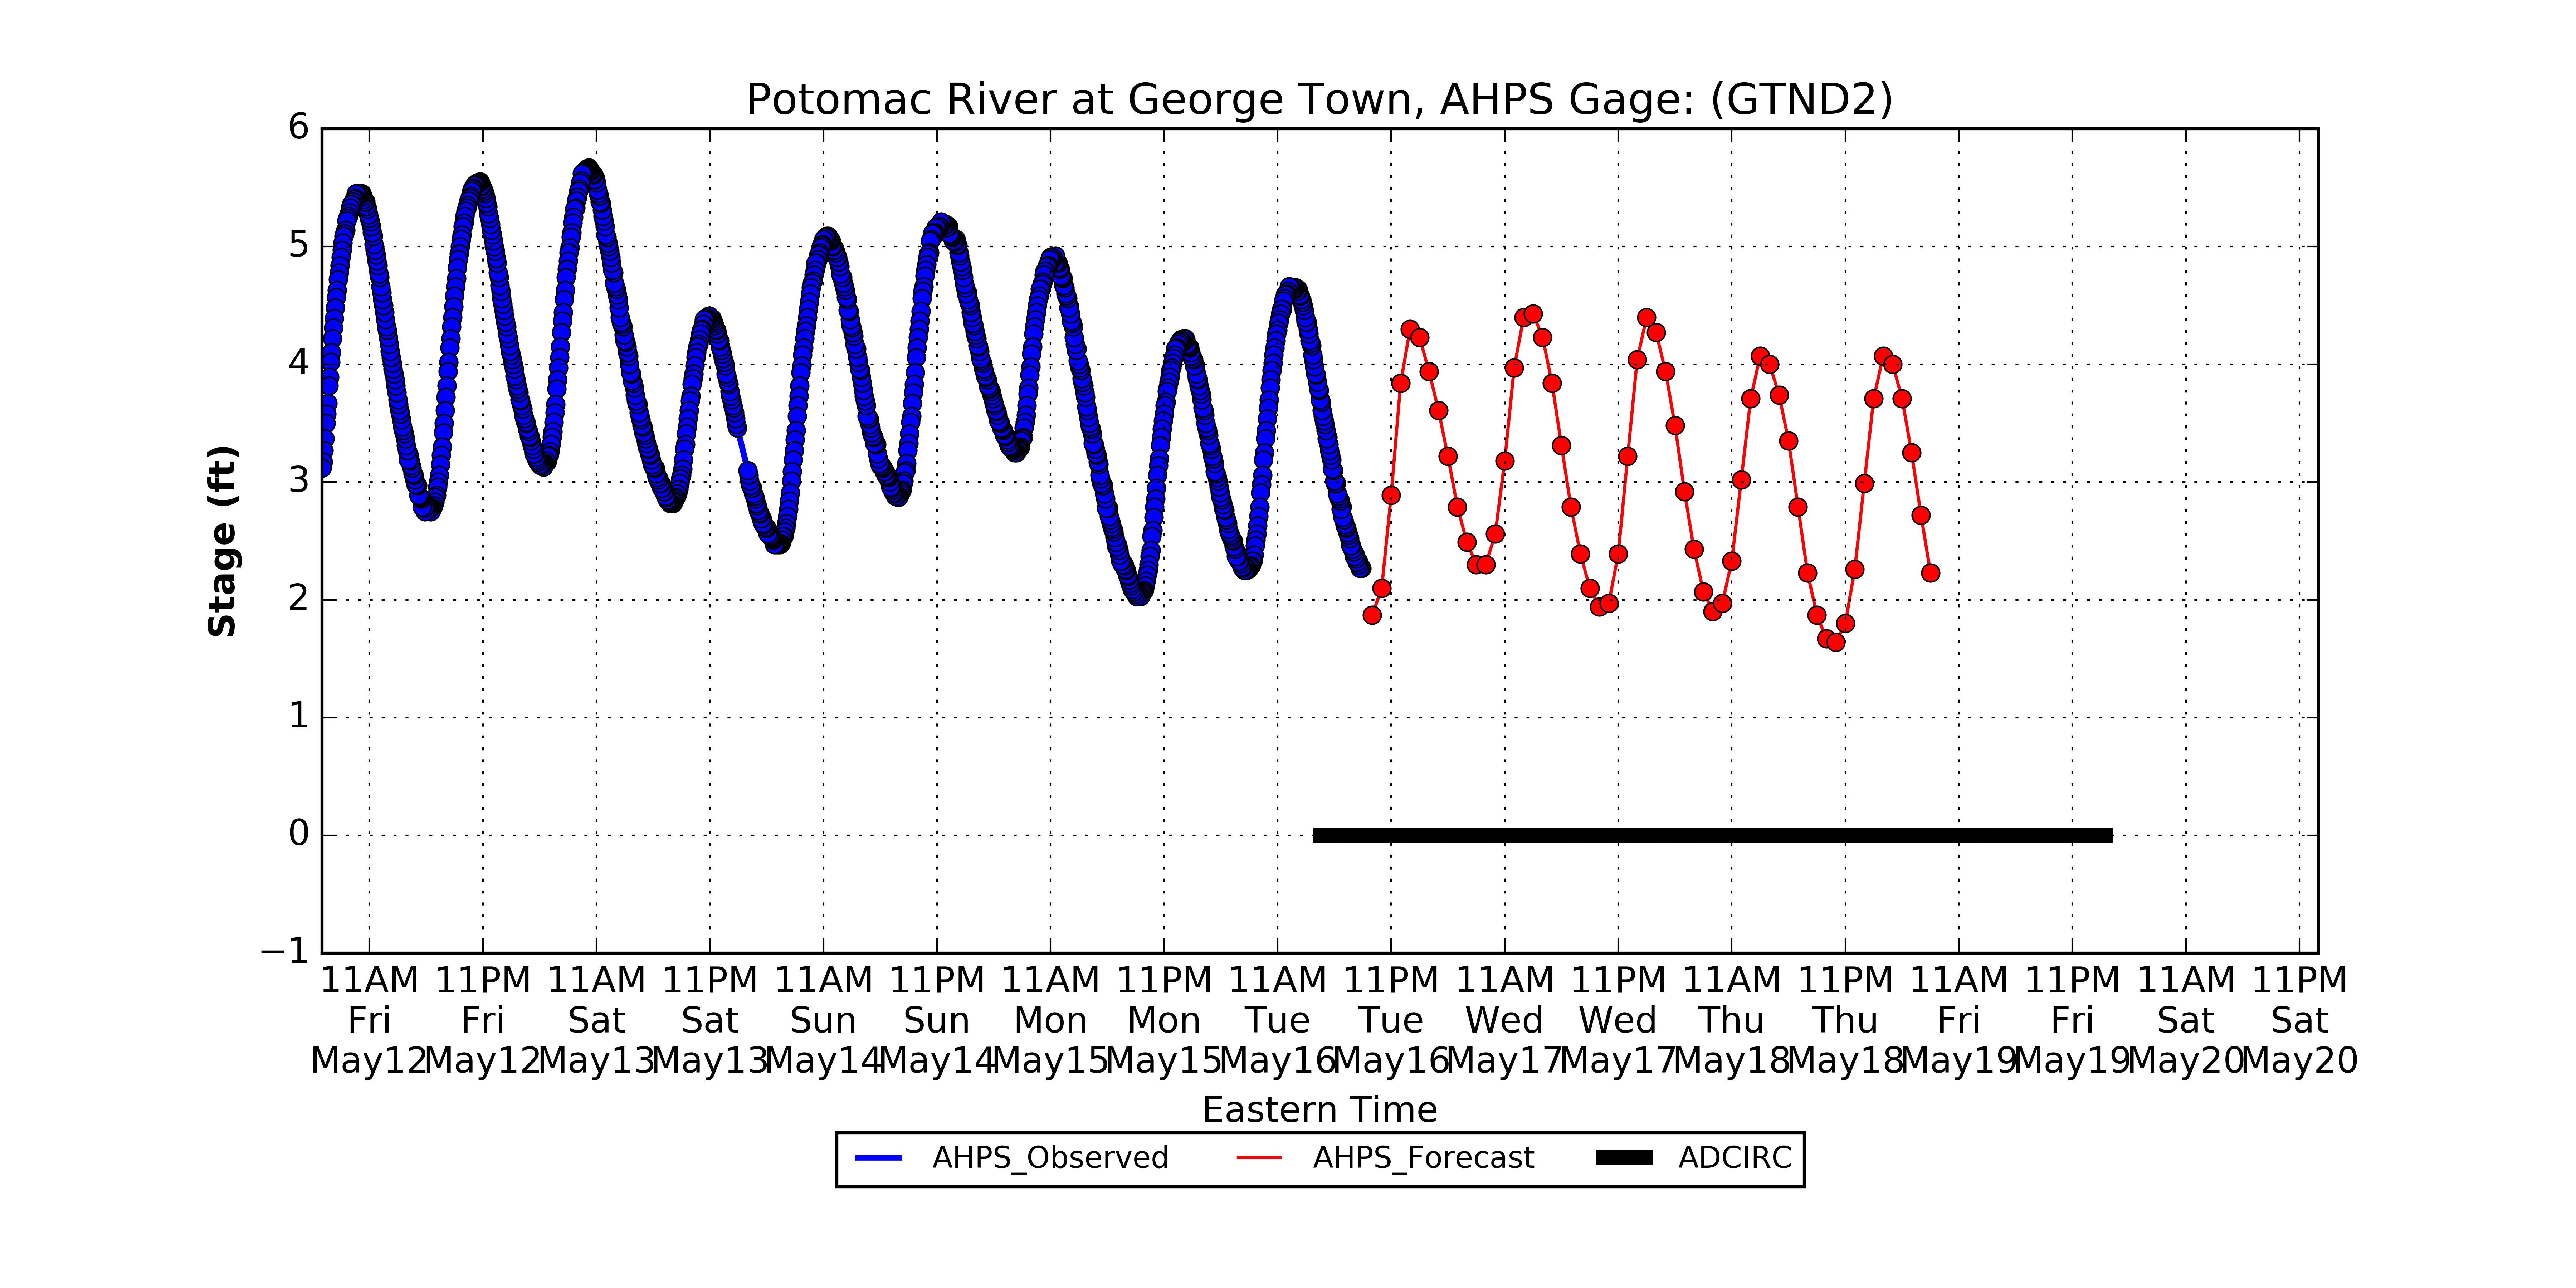 Potomac River at George Town, AHPS Gage: (GTND2)
6
5
4
3
2
1
0
−1
Stage (ft)
11AM 11PM 11AM 11PM 11AM 11PM 11AM 11PM 11AM 11PM 11AM 11PM 11AM 11PM 11AM 11PM 11AM 11PM
Fri Fri Sat Sat Sun Sun Mon Mon Tue Tue Wed Wed Thu Thu Fri Fri Sat Sat
May12 May12 May13 May13 May14 May14 May15 May15 May16 May16 May17 May17 May18 May18 May19 May19 May20 May20
Eastern Time
AHPS_Observed AHPS_Forecast ADCIRC